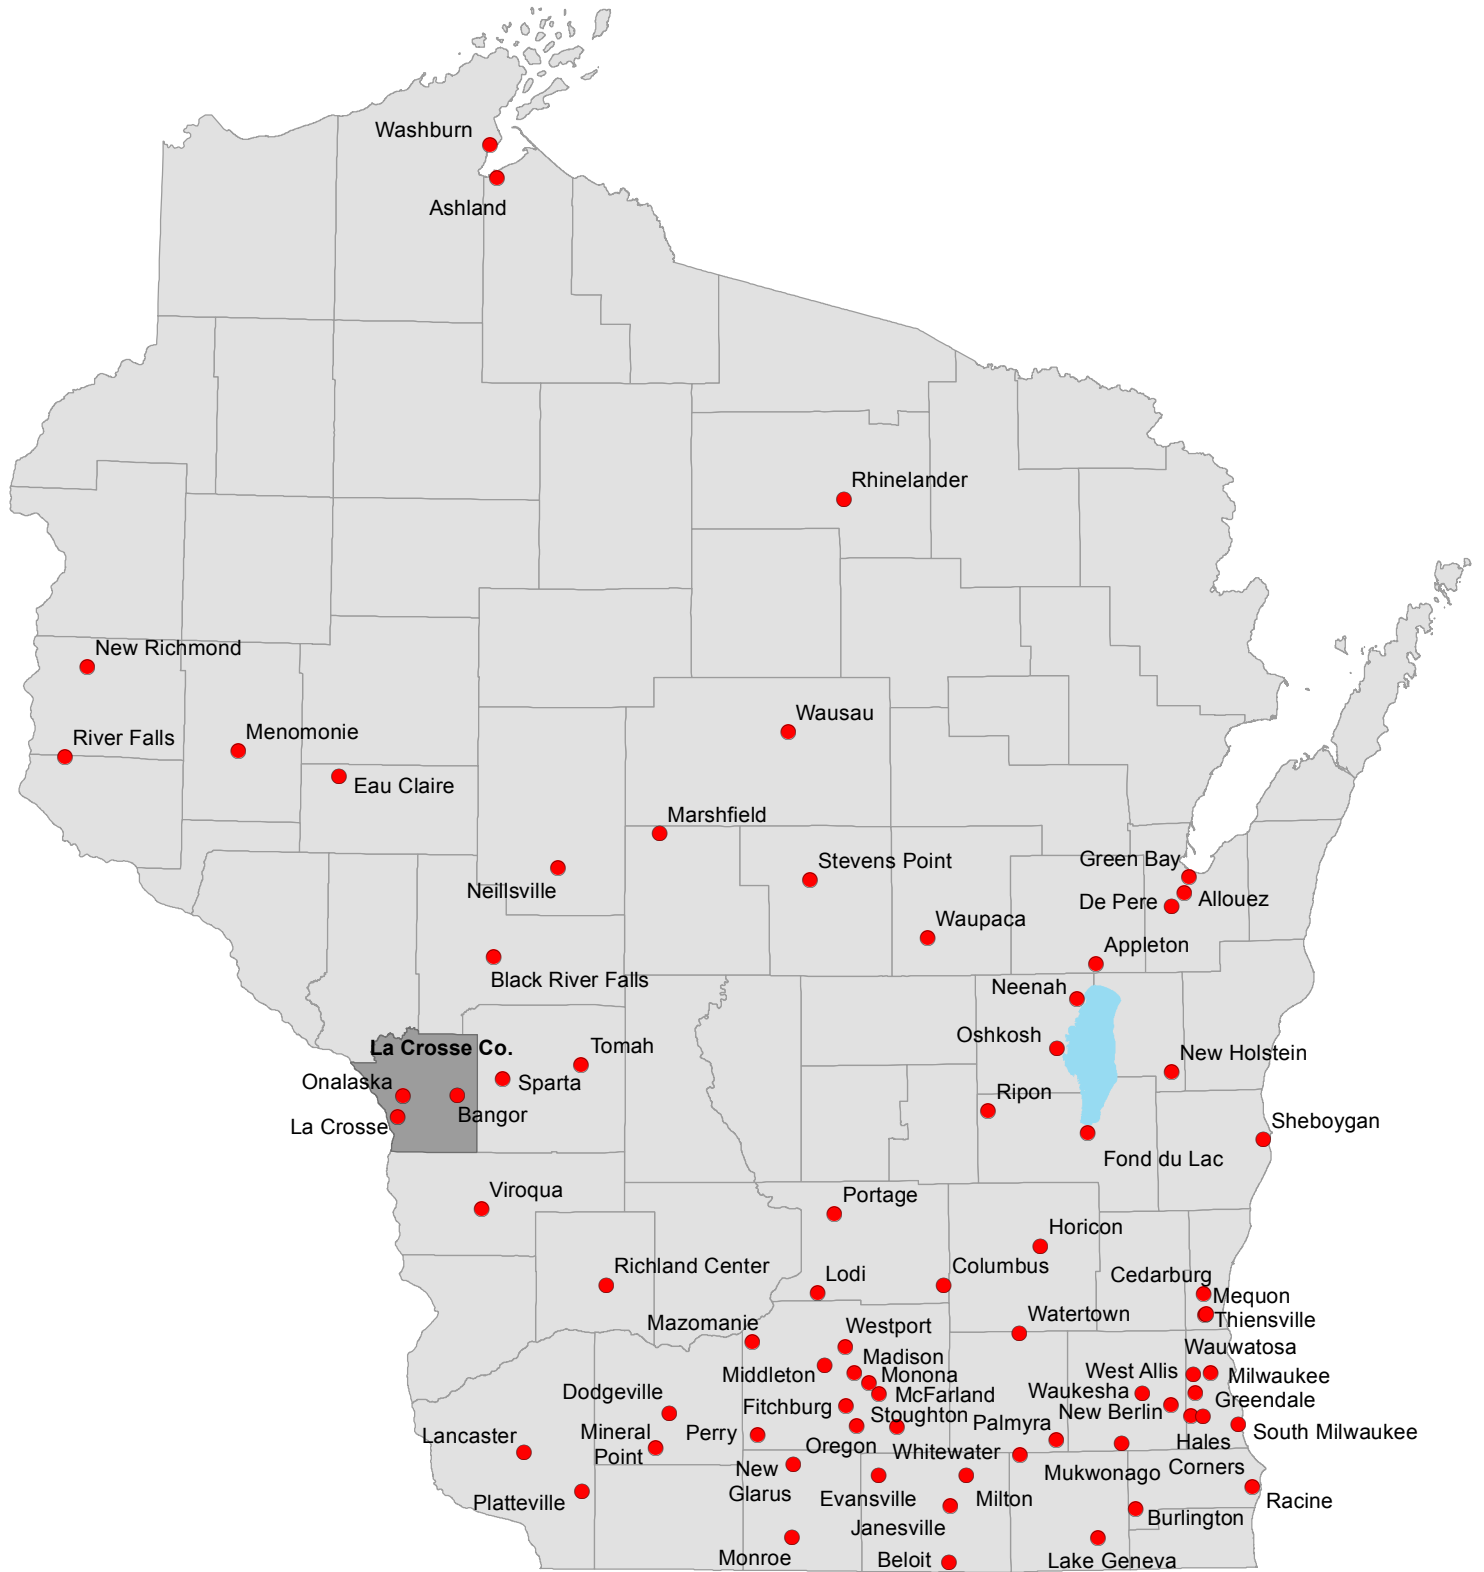 Washburn
Ashland
Rhinelander
New Richmond
Wausau
River Falls
Menomonie
Eau Claire
Marshfield
Stevens Point
Green Bay
Neillsville
Allouez
De Pere
Waupaca
Appleton
Black River Falls
Neenah
Oshkosh
La Crosse Co.
Tomah
New Holstein
Onalaska
Sparta
Ripon
Bangor
La Crosse
Sheboygan
Fond du Lac
Viroqua
Portage
Horicon
Richland Center
Lodi
Columbus
Cedarburg
Mequon
Watertown
Thiensville
Mazomanie
Westport
Wauwatosa
Madison
Middleton
Monona
West Allis
Milwaukee
Dodgeville
McFarland
Waukesha
Greendale
Fitchburg
Stoughton
New Berlin
Palmyra
Mineral
Point
Perry
South Milwaukee
Lancaster
Oregon
Whitewater
Hales
Corners
New
Glarus
Mukwonago
Platteville
Evansville
Milton
Racine
Burlington
Janesville
Monroe
Beloit
Lake Geneva